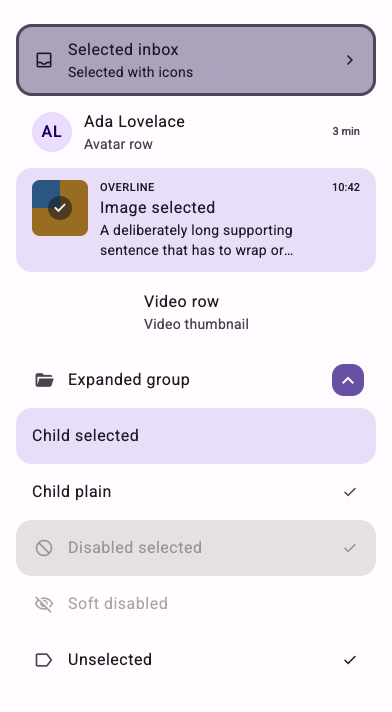 Selected inbox
Selected with icons
AL
Ada Lovelace
Avatar row
3 min
OVERLINE
10:42
Image selected
A deliberately long supporting
sentence that has to wrap or…
Video row
Video thumbnail
Expanded group
Child selected
Child plain
Disabled selected
Soft disabled
Unselected